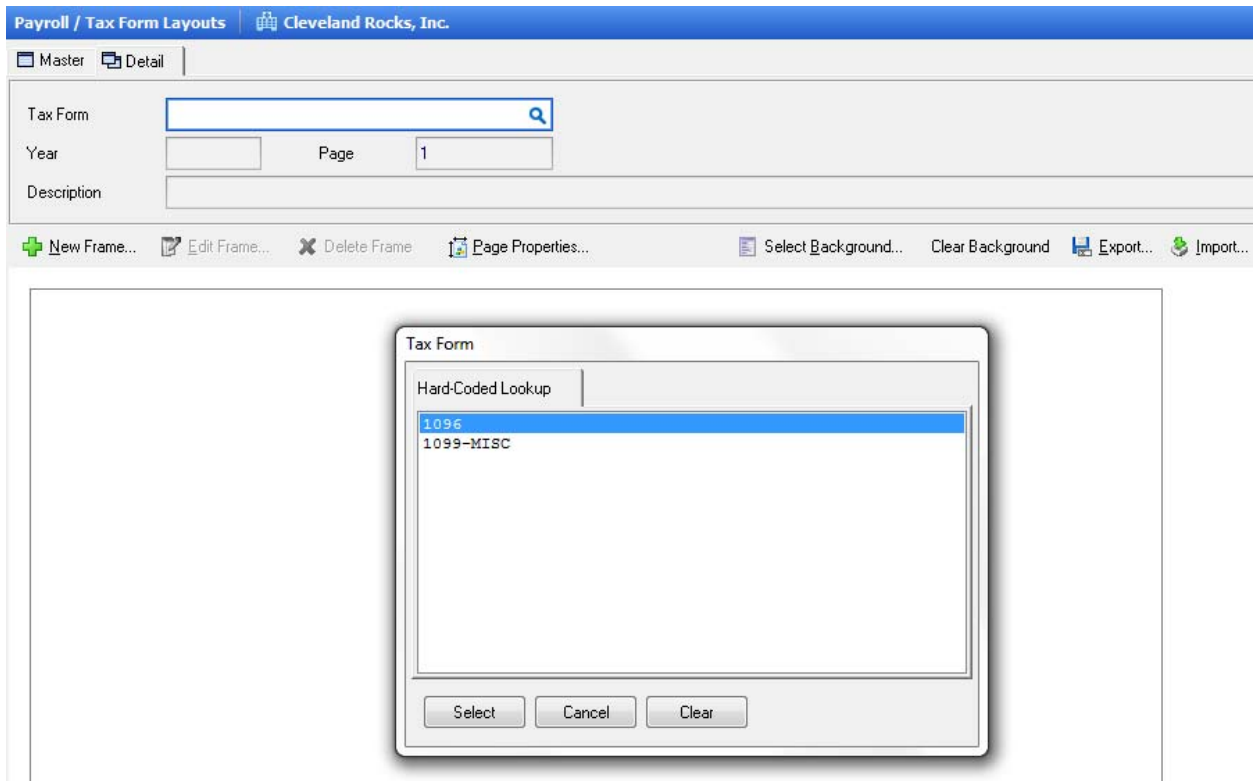 Payroll / Tax Form Layouts Cleveland Rocks, Inc.
Master Detail
Tax Form
Year Page 1
Description
New Frame... Edit Frame... Delete Frame Page Properties... Select Background... Clear Background Export... Import...
Tax Form
Hard-Coded Lookup
1096
1099-MISC
Select Cancel Clear